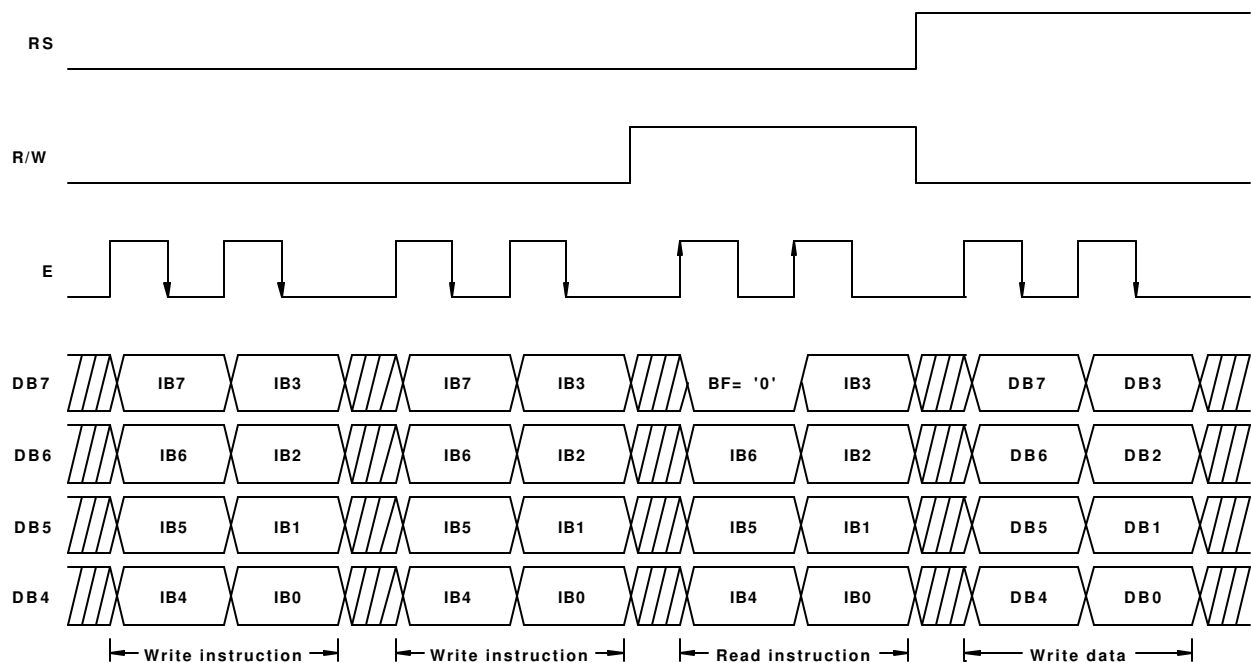 RS
R/W
E
DB7 IB7 IB3 IB7 IB3 BF= '0' IB3 DB7 DB3
DB6 IB6 IB2 IB6 IB2 IB6 IB2 DB6 DB2
DB5 IB5 IB1 IB5 IB1 IB5 IB1 DB5 DB1
DB4 IB4 IB0 IB4 IB0 IB4 IB0 DB4 DB0
Write instruction Write instruction Read instruction Write data